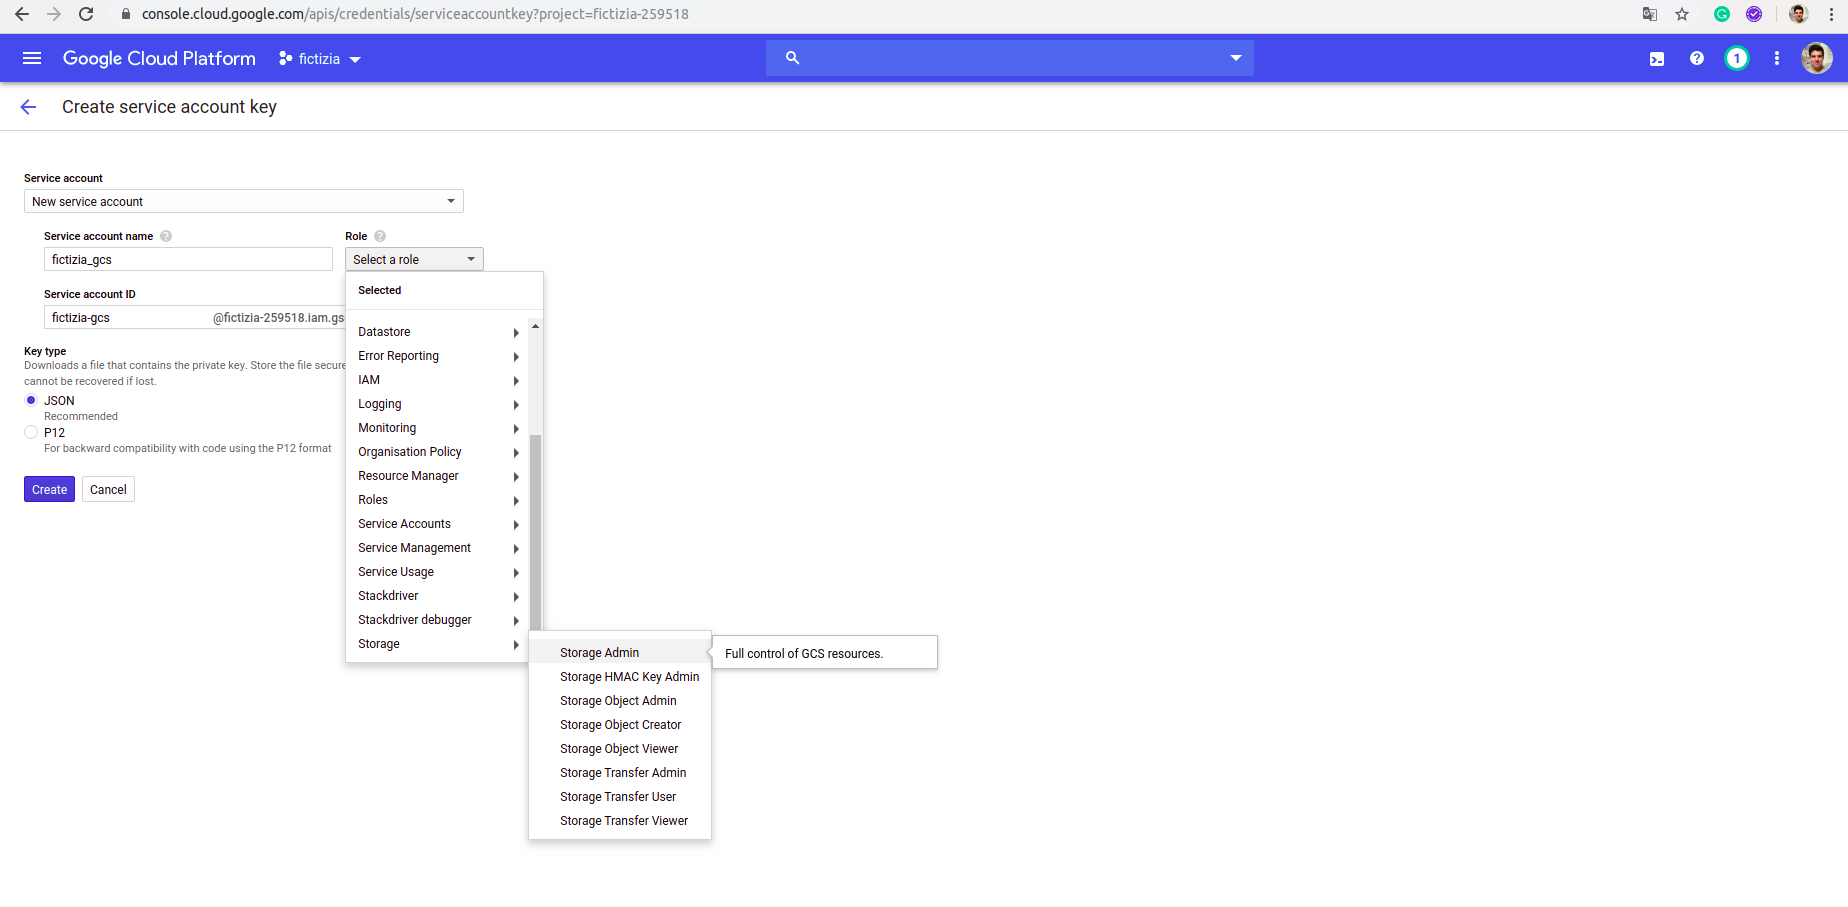 console.cloud.google.com/apis/credentials/serviceaccountkey?project=fictizia-259518
Google Cloud Platform
fictizia
1
Create service account key
Service account
New service account
Service account name
Role
fictizia_gcs
Select a role
Selected
Service account ID
fictizia-gcs
@fictizia-259518.iam.gs
Key type
Downloads a file that contains the private key. Store the file secure
cannot be recovered if lost.
JSON
Recommended
P12
For backward compatibility with code using the P12 format
Create
Cancel
Datastore
Error Reporting
IAM
Logging
Monitoring
Organisation Policy
Resource Manager
Roles
Service Accounts
Service Management
Service Usage
Stackdriver
Stackdriver debugger
Storage
Storage Admin
Full control of GCS resources.
Storage HMAC Key Admin
Storage Object Admin
Storage Object Creator
Storage Object Viewer
Storage Transfer Admin
Storage Transfer User
Storage Transfer Viewer